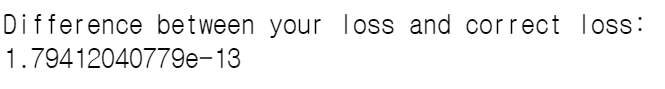 Difference between your loss and correct loss:
1.79412040779e-13